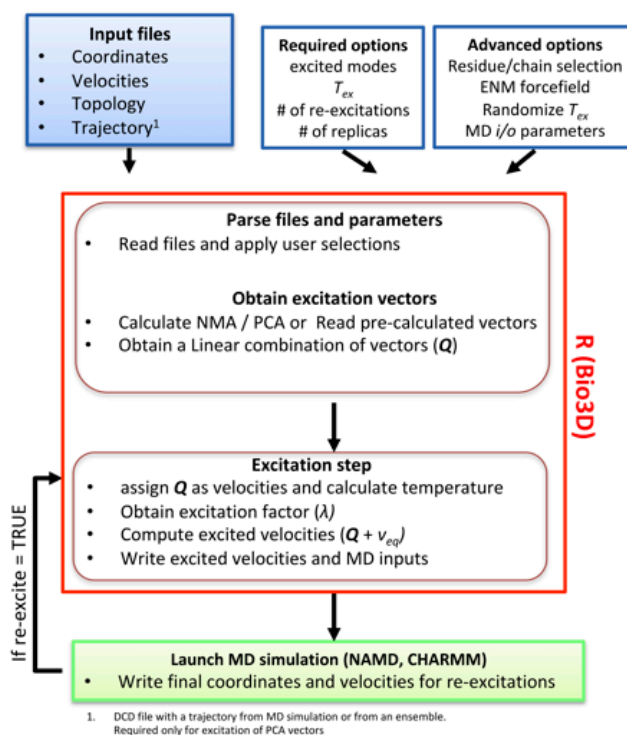 Input files
• Coordinates
• Velocities
• Topology
• Trajectory1
Required options
excited modes
Tex
# of re-excitations
# of replicas
Advanced options
Residue/chain selection
ENM forcefield
Randomize Tex
MD i/o parameters
Parse files and parameters
• Read files and apply user selections
Obtain excitation vectors
• Calculate NMA / PCA or Read pre-calculated vectors
• Obtain a Linear combination of vectors (Q)
R (Bio3D)
Excitation step
• assign Q as velocities and calculate temperature
• Obtain excitation factor (λ)
• Compute excited velocities (Q + veq)
• Write excited velocities and MD inputs
If re-excite = TRUE
Launch MD simulation (NAMD, CHARMM)
• Write final coordinates and velocities for re-excitations
1. DCD file with a trajectory from MD simulation or from an ensemble.
Required only for excitation of PCA vectors